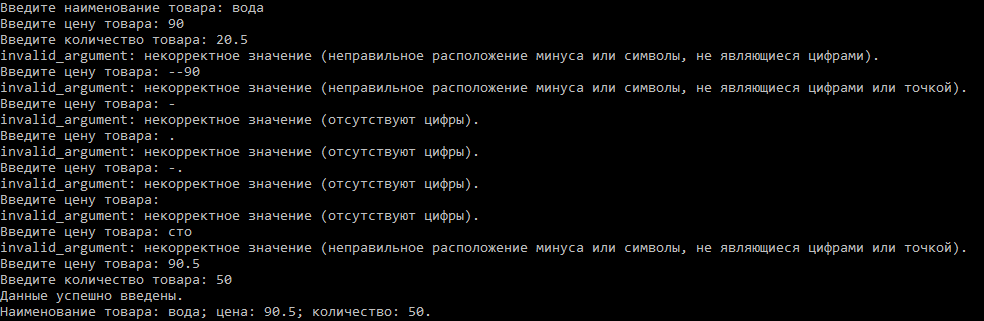 Введите наименование товара: вода
Введите цену товара: 90
Введите количество товара: 20.5
invalid_argument: некорректное значение (неправильное расположение минуса или символы, не являющиеся цифрами).
Введите цену товара: --90
invalid_argument: некорректное значение (неправильное расположение минуса или символы, не являющиеся цифрами или точкой).
Введите цену товара: -
invalid_argument: некорректное значение (отсутствуют цифры).
Введите цену товара: .
invalid_argument: некорректное значение (отсутствуют цифры).
Введите цену товара: -.
invalid_argument: некорректное значение (отсутствуют цифры).
Введите цену товара:
invalid_argument: некорректное значение (отсутствуют цифры).
Введите цену товара: сто
invalid_argument: некорректное значение (неправильное расположение минуса или символы, не являющиеся цифрами или точкой).
Введите цену товара: 90.5
Введите количество товара: 50
Данные успешно введены.
Наименование товара: вода; цена: 90.5; количество: 50.